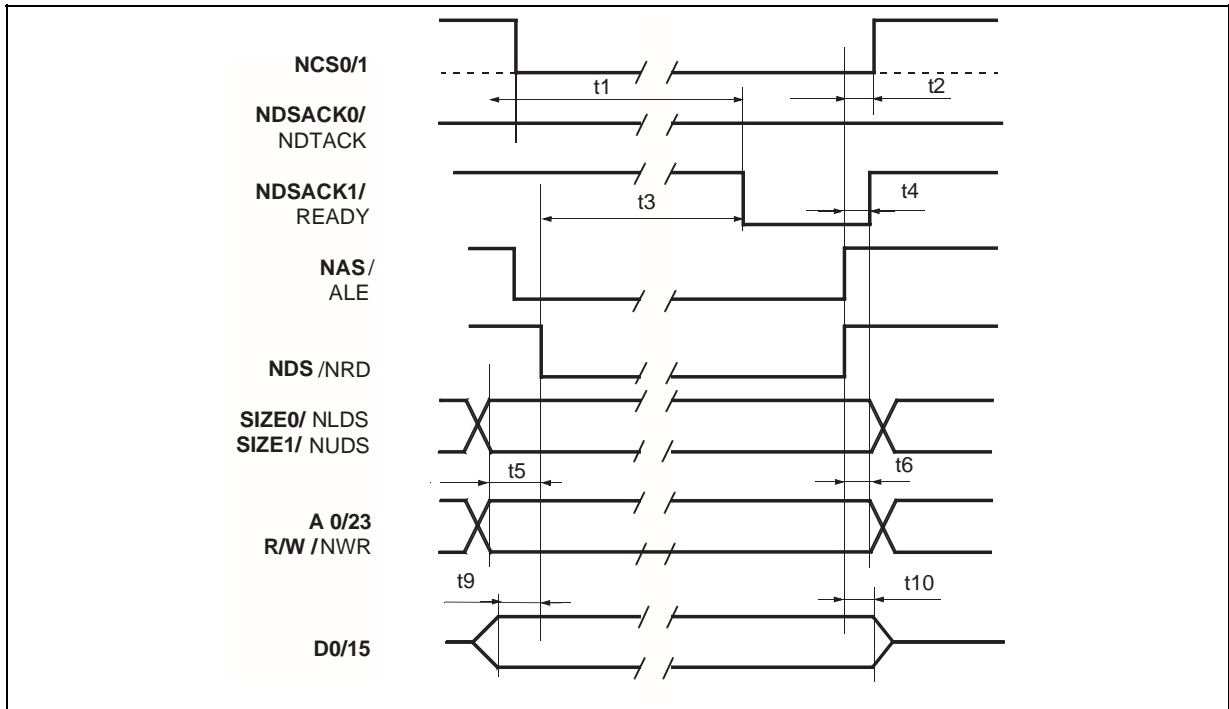 NCS0/1
t1
t2
NDSACK0/
NDTACK
NDSACK1/
READY
t3
t4
NAS/
ALE
NDS /NRD
SIZE0/ NLDS
SIZE1/ NUDS
t5
t6
A 0/23
R/W /NWR
t9
t10
D0/15